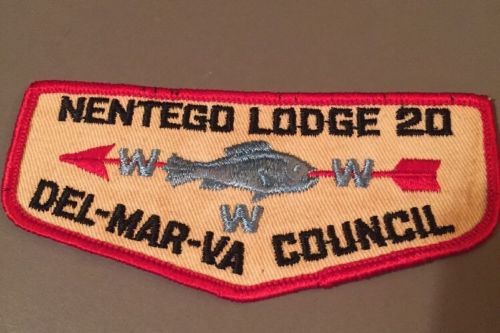 NENTEGO LODGE 20
W W
W
DEL-MAR-VA COUNCIL